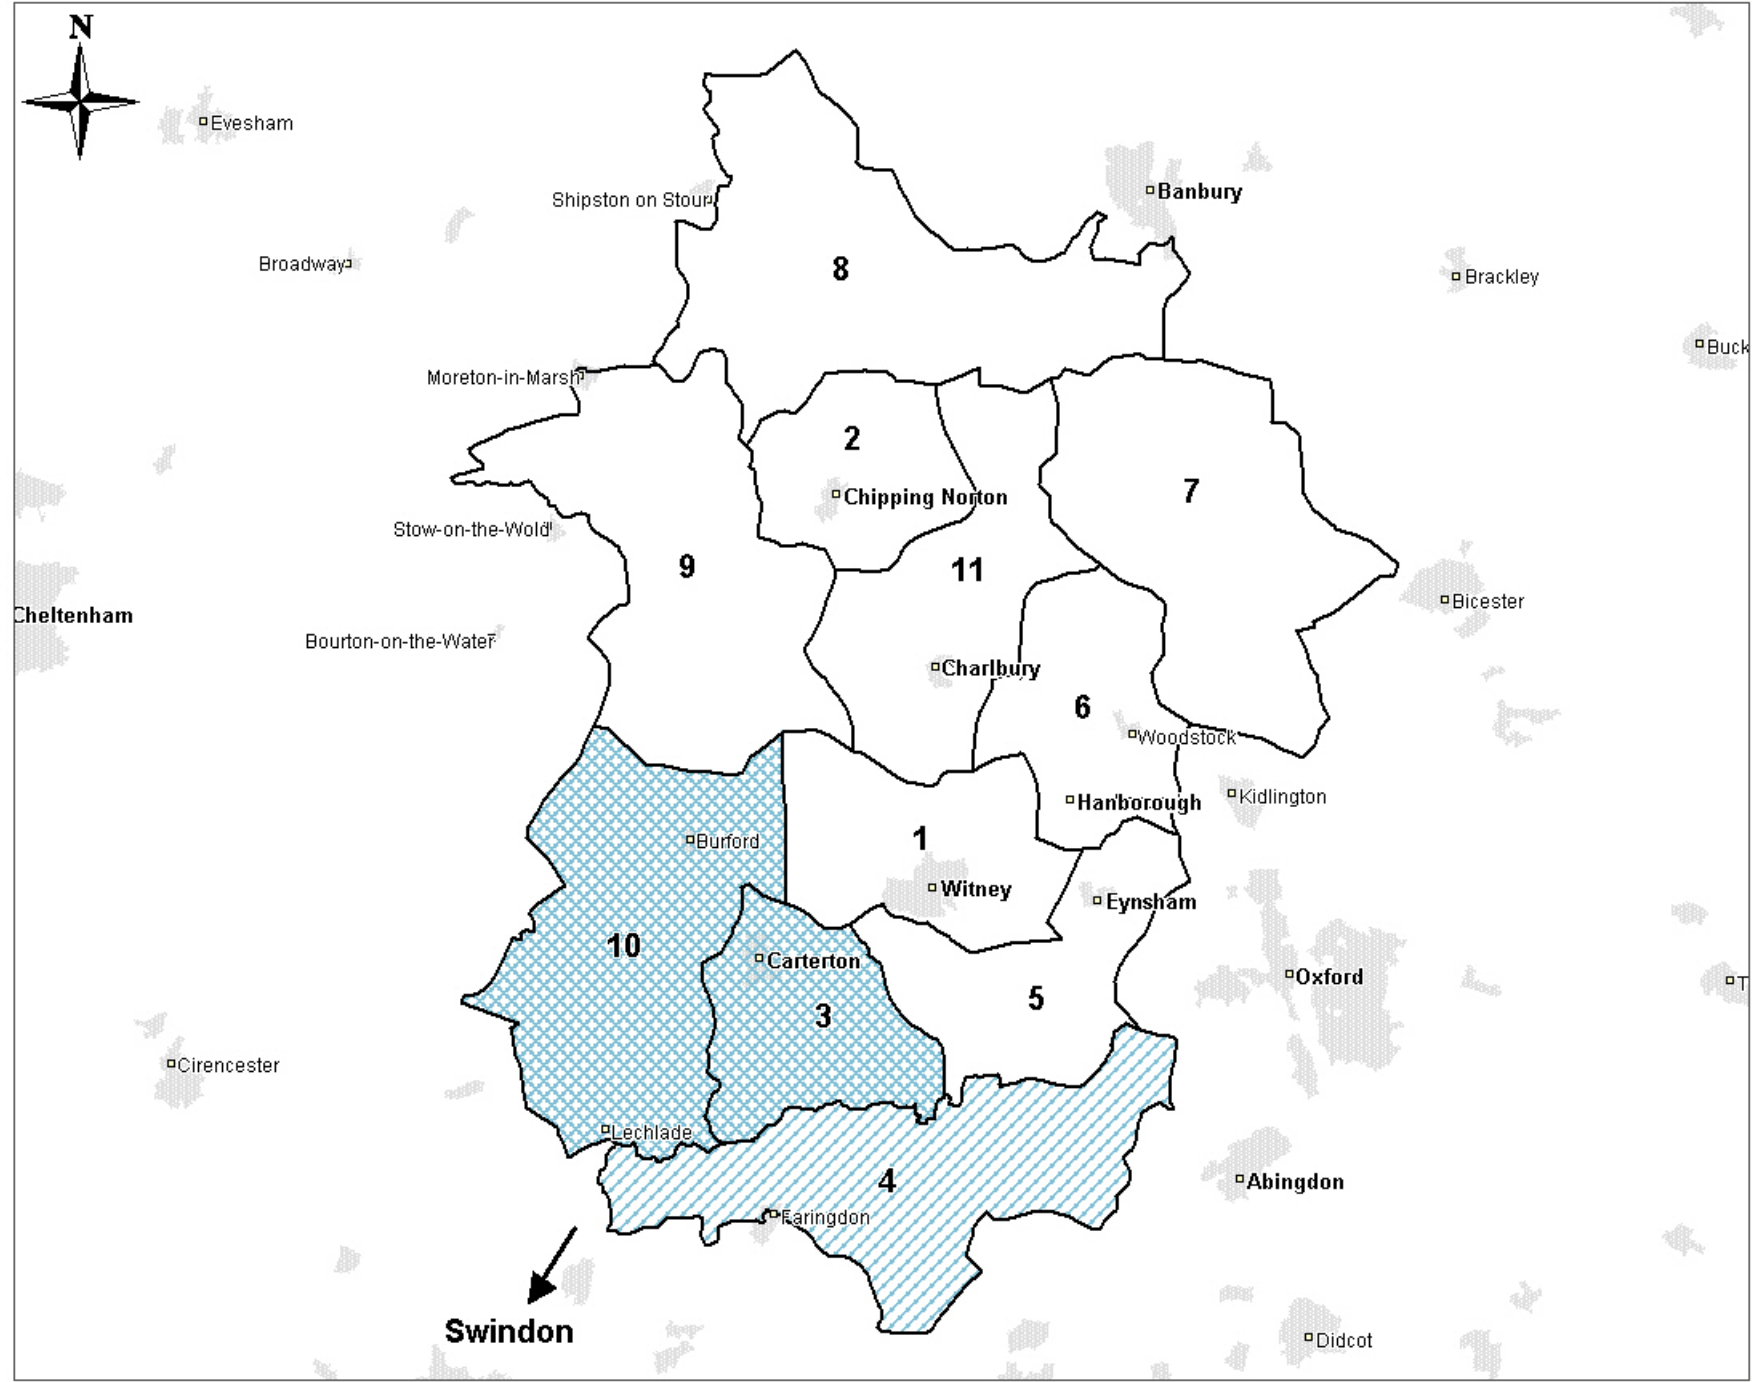 N
Evesham
Banbury
Shipston on Stour
Broadway
8
Brackley
Buck
Moreton-in-Marsh
2
7
Chipping Norton
Stow-on-the-Wold
9
11
Bicester
Cheltenham
Bourton-on-the-Water
Charlbury
6
Woodstock
Hanborough
Kidlington
1
Burford
Witney
Eynsham
10
Carterton
Oxford
T
5
3
Cirencester
Lechlade
4
Abingdon
Faringdon
Swindon
Didcot